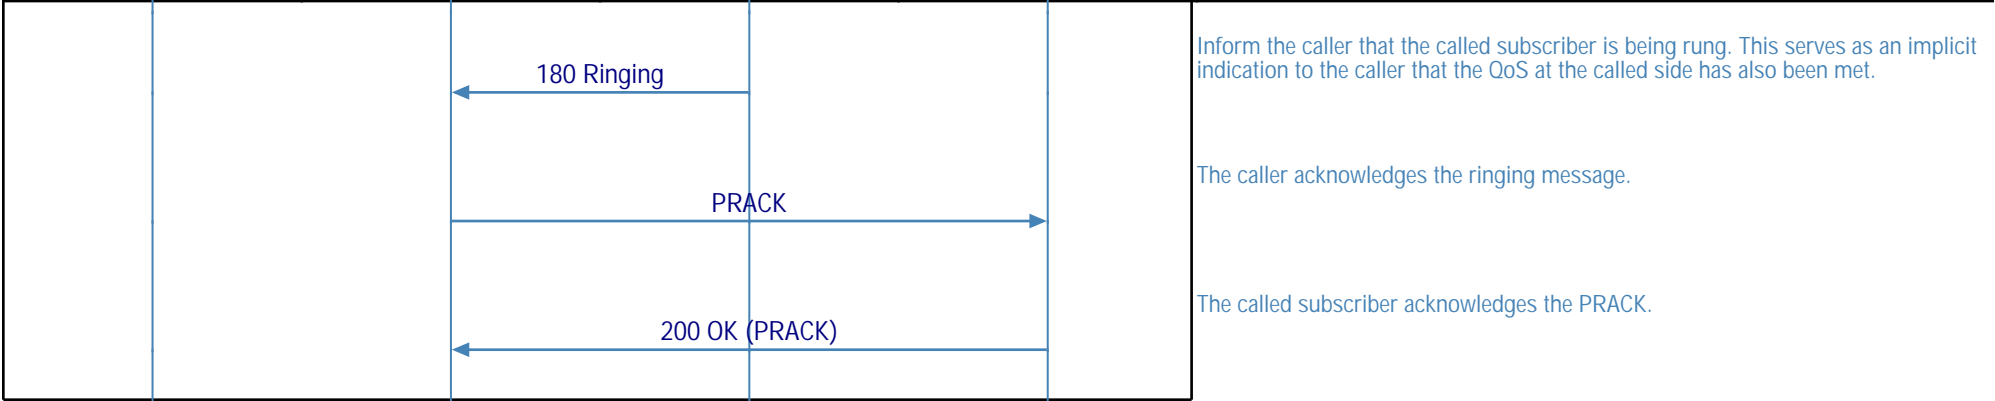 Inform the caller that the called subscriber is being rung. This serves as an implicit
indication to the caller that the QoS at the called side has also been met.
180 Ringing
The caller acknowledges the ringing message.
PRACK
The called subscriber acknowledges the PRACK.
200 OK (PRACK)